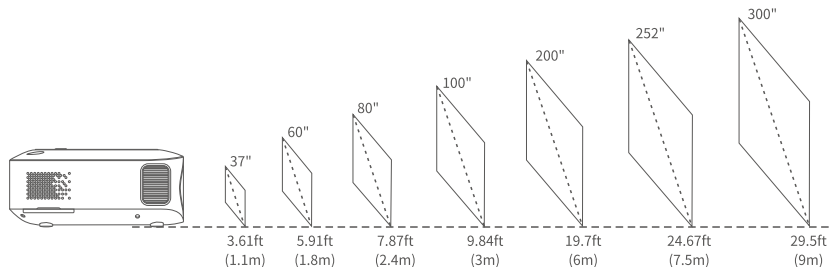 37"
60"
80"
100"
200"
252"
300"
3.61ft
(1.1m)
5.91ft
(1.8m)
7.87ft
(2.4m)
9.84ft
(3m)
19.7ft
(6m)
24.67ft
(7.5m)
29.5ft
(9m)